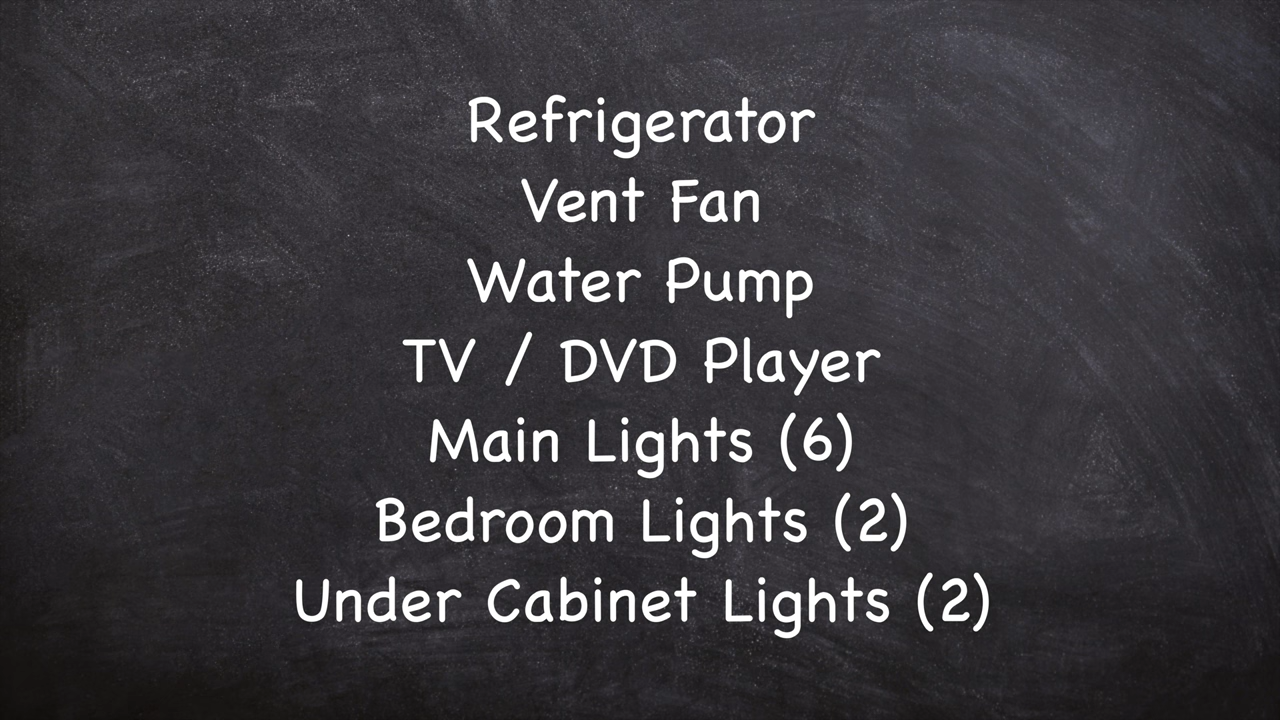 Refrigerator
Vent Fan
Water Pump
TV / DVD Player
Main Lights (6)
Bedroom Lights (2)
Under Cabinet Lights (2)